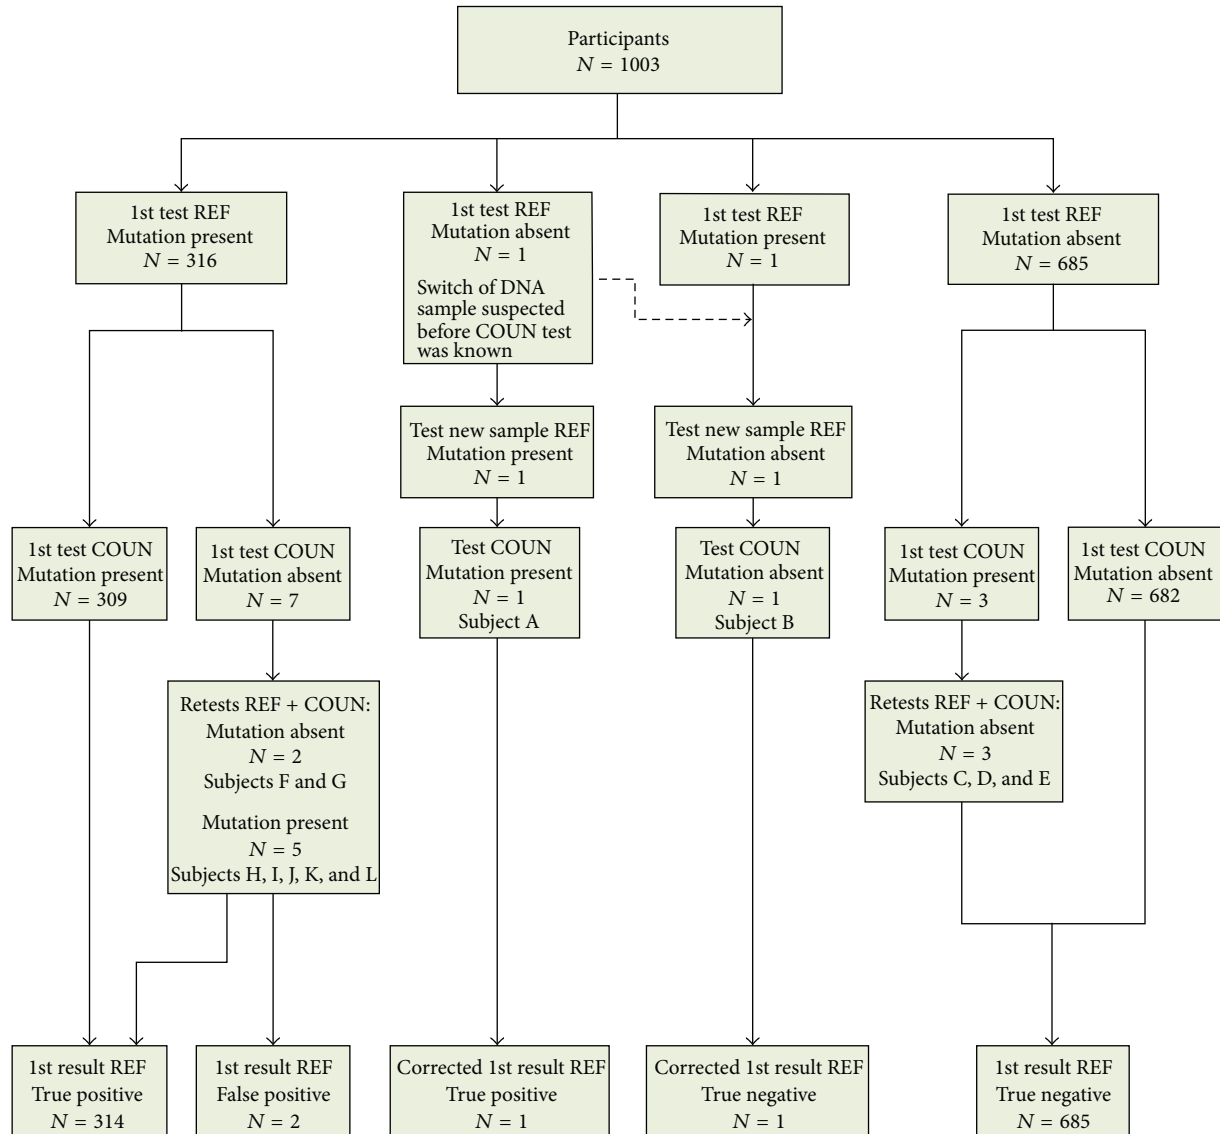 Participants
N = 1003
1st test REF
Mutation present
N = 316
1st test REF
Mutation absent
N = 1
Switch of DNA
sample suspected
before COUN test
was known
1st test REF
Mutation present
N = 1
1st test REF
Mutation absent
N = 685
Test new sample REF
Mutation present
N = 1
Test new sample REF
Mutation absent
N = 1
1st test COUN
Mutation present
N = 309
1st test COUN
Mutation absent
N = 7
Test COUN
Mutation present
N = 1
Subject A
Test COUN
Mutation absent
N = 1
Subject B
1st test COUN
Mutation present
N = 3
1st test COUN
Mutation absent
N = 682
Retests REF + COUN:
Mutation absent
N = 2
Subjects F and G
Mutation present
N = 5
Subjects H, I, J, K, and L
Retests REF + COUN:
Mutation absent
N = 3
Subjects C, D, and E
1st result REF
True positive
N = 314
1st result REF
False positive
N = 2
Corrected 1st result REF
True positive
N = 1
Corrected 1st result REF
True negative
N = 1
1st result REF
True negative
N = 685